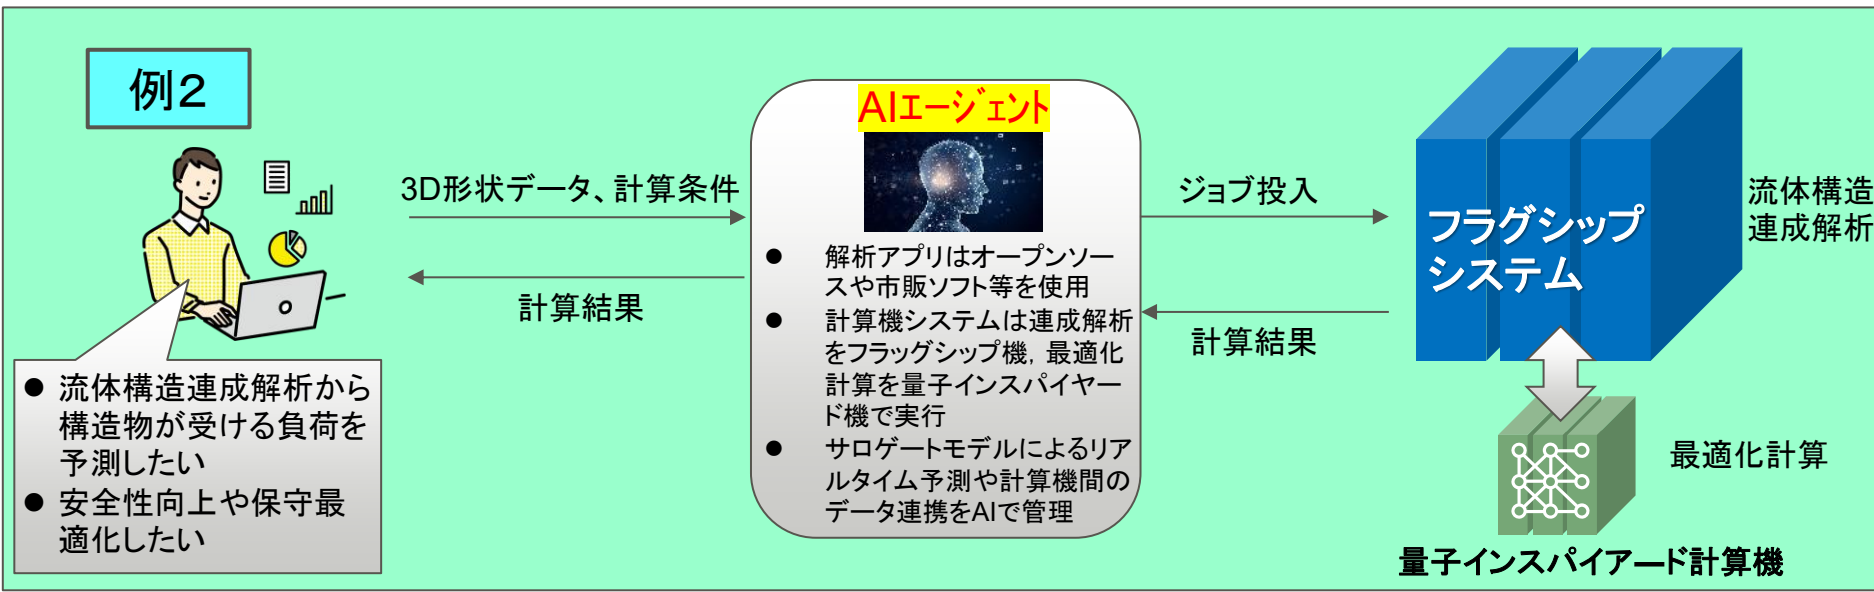 例2
3D形状データ、計算条件
計算結果
● 流体構造連成解析から
構造物が受ける負荷を
予測したい
● 安全性向上や保守最
適化したい
AIエージェント
● 解析アプリはオープンソー
スや市販ソフト等を使用
● 計算機システムは連成解析
をフラッグシップ機, 最適化
計算を量子インスパイヤー
ド機で実行
● サロゲートモデルによるリア
ルタイム予測や計算機間の
データ連携をAIで管理
ジョブ投入
計算結果
フラグシップ
システム
流体構造
連成解析
最適化計算
量子インスパイアード計算機